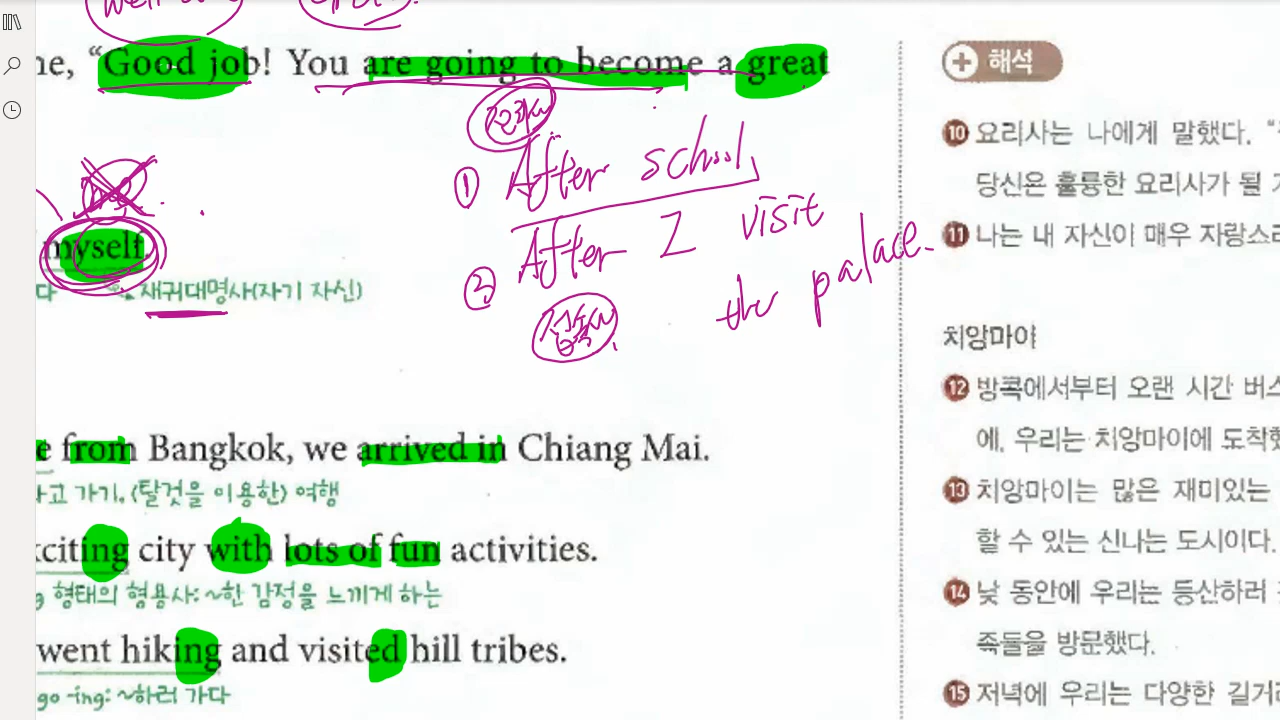 ne, “Good job! You are going to become a great
전치사
① After school,
② After I visit
the palace.
접속사
myself.
다 재귀대명사(자기 자신)
e from Bangkok, we arrived in Chiang Mai.
타고 가기, (탈것을 이용한) 여행
xciting city with lots of fun activities.
g 형태의 형용사: ~한 감정을 느끼게 하는
went hiking and visited hill tribes.
go -ing: ~하러 가다
해석
10 요리사는 나에게 말했다. “
당신은 훌륭한 요리사가 될
11 나는 내 자신이 매우 자랑스러
치앙마이
12 방콕에서부터 오랜 시간 버스
에, 우리는 치앙마이에 도착했
13 치앙마이는 많은 재미있는
할 수 있는 신나는 도시이다.
14 낮 동안에 우리는 등산하러
족들을 방문했다.
15 저녁에 우리는 다양한 길거리